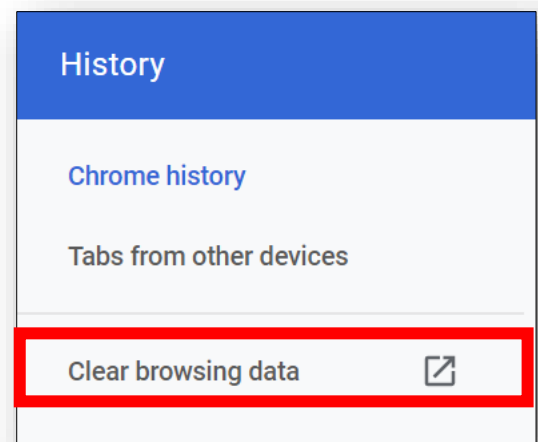 History
Chrome history
Tabs from other devices
Clear browsing data